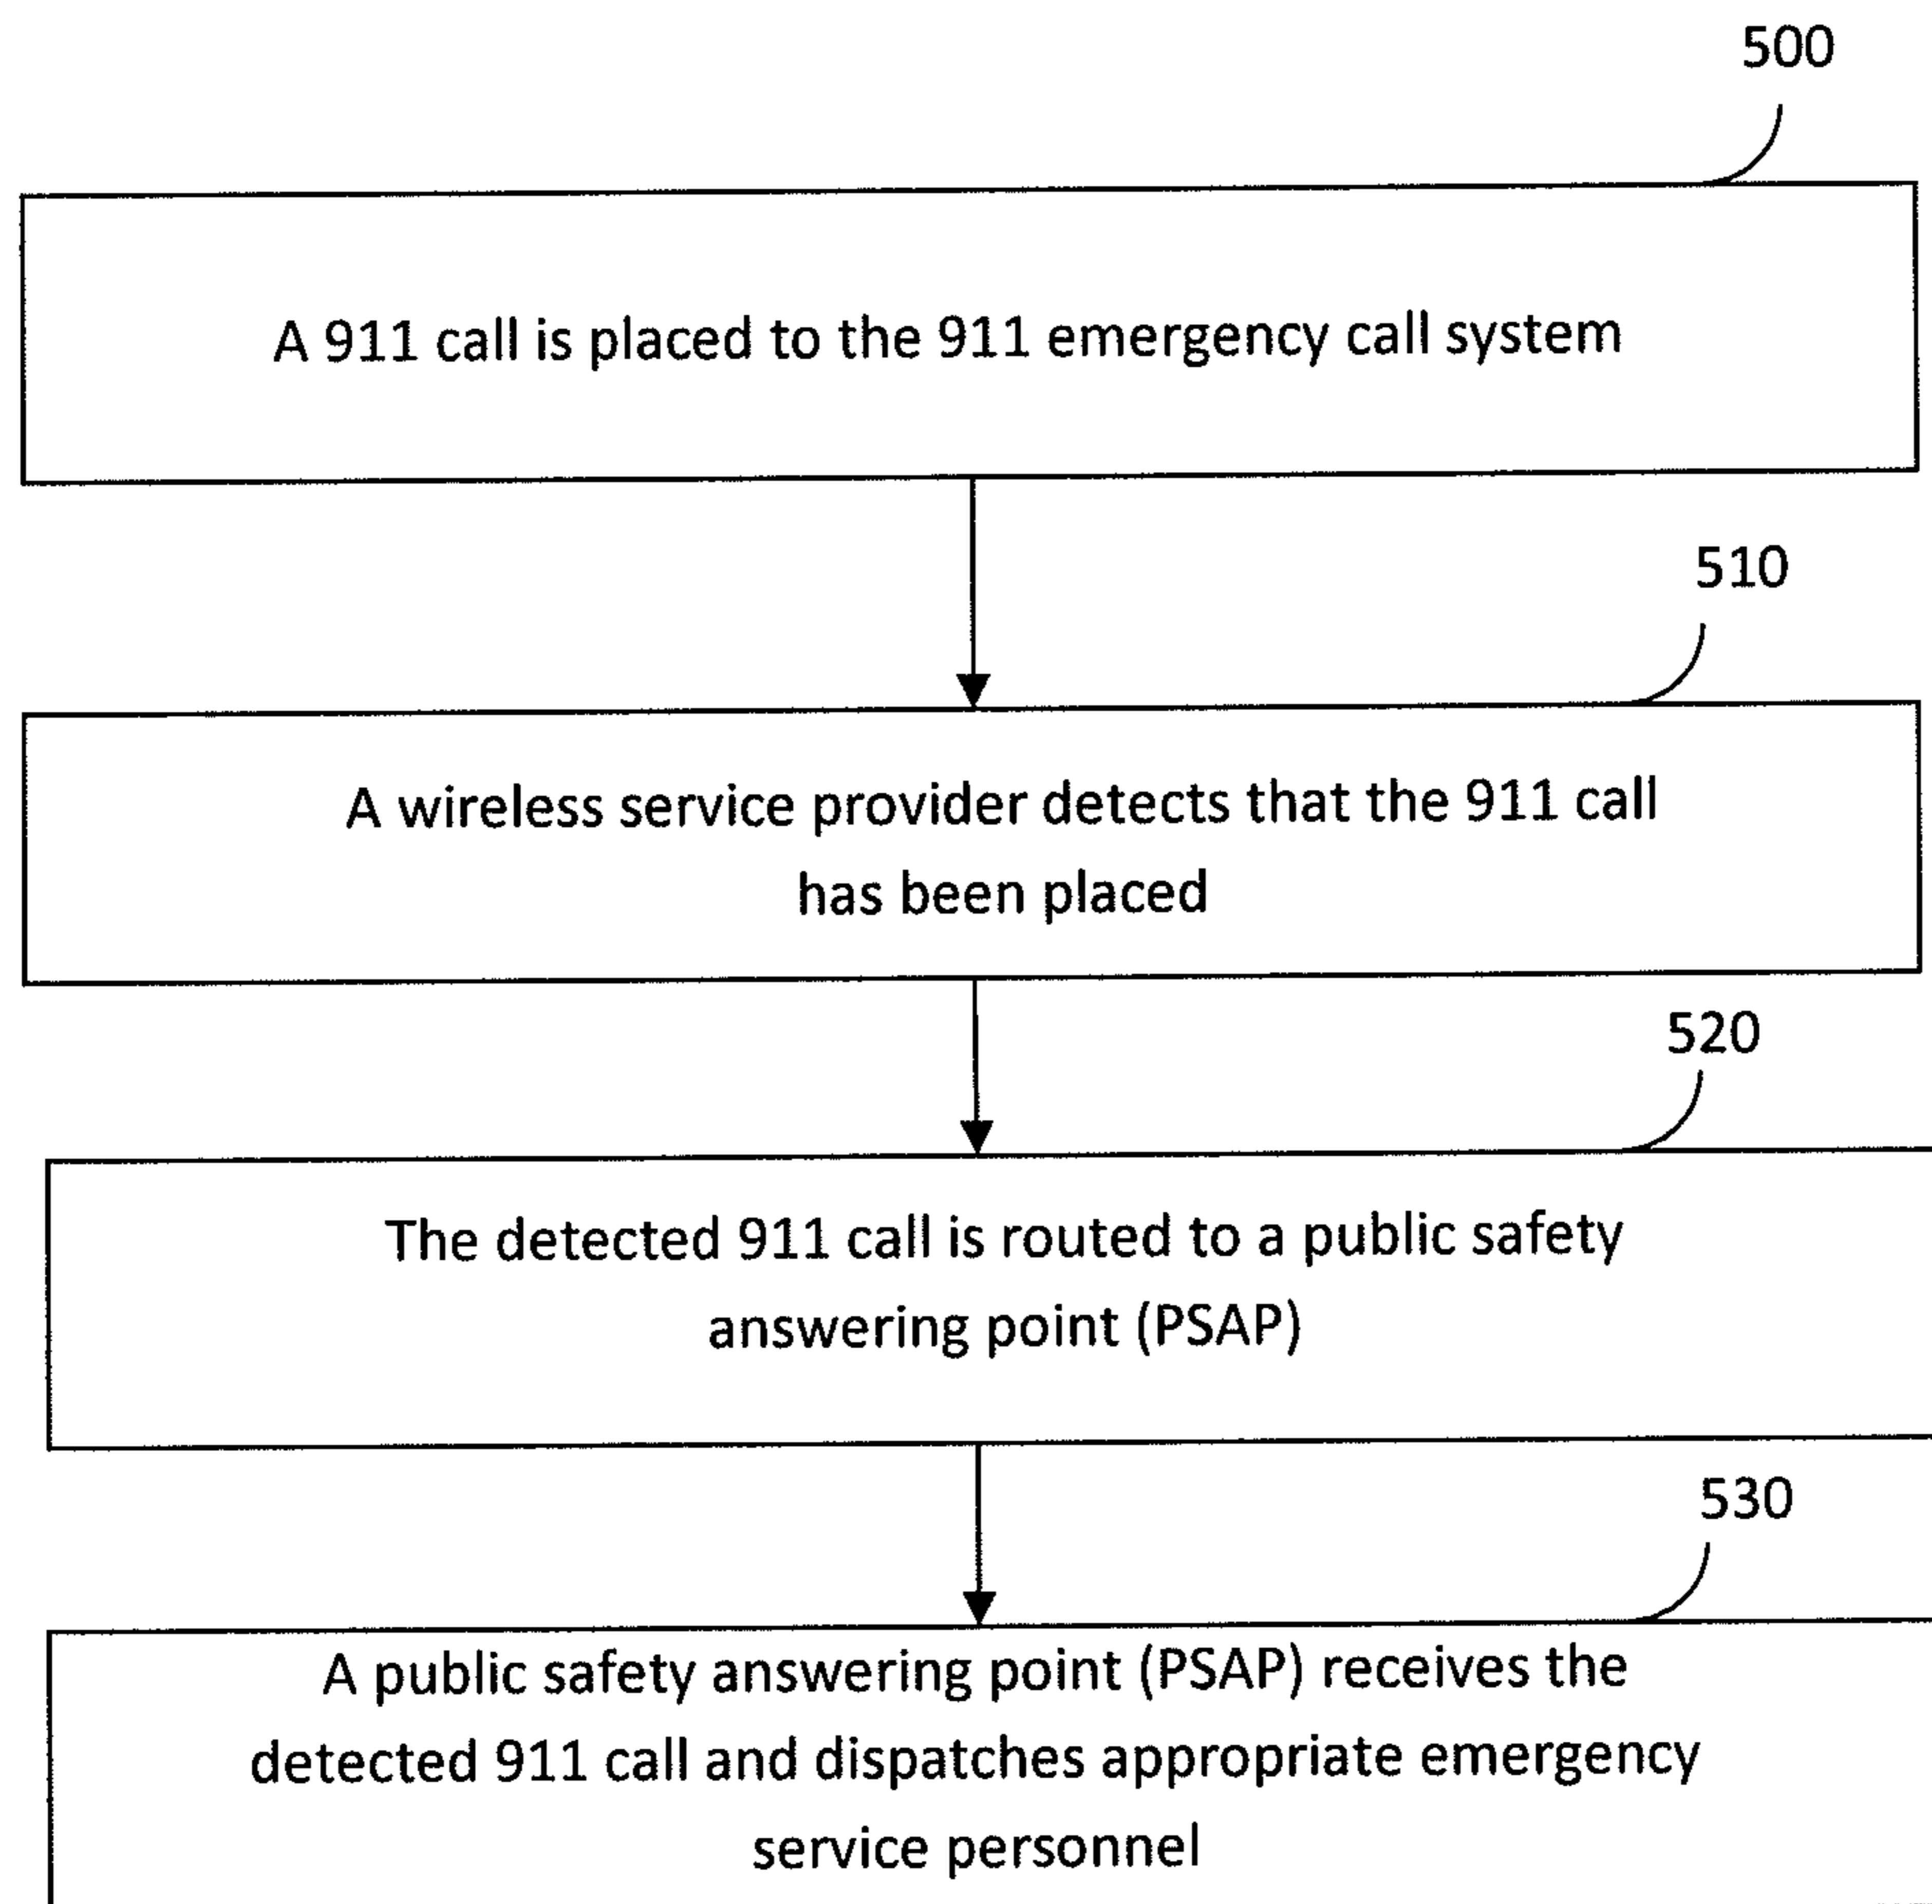 500
A 911 call is placed to the 911 emergency call system
510
A wireless service provider detects that the 911 call
has been placed
520
The detected 911 call is routed to a public safety
answering point (PSAP)
530
A public safety answering point (PSAP) receives the
detected 911 call and dispatches appropriate emergency
service personnel